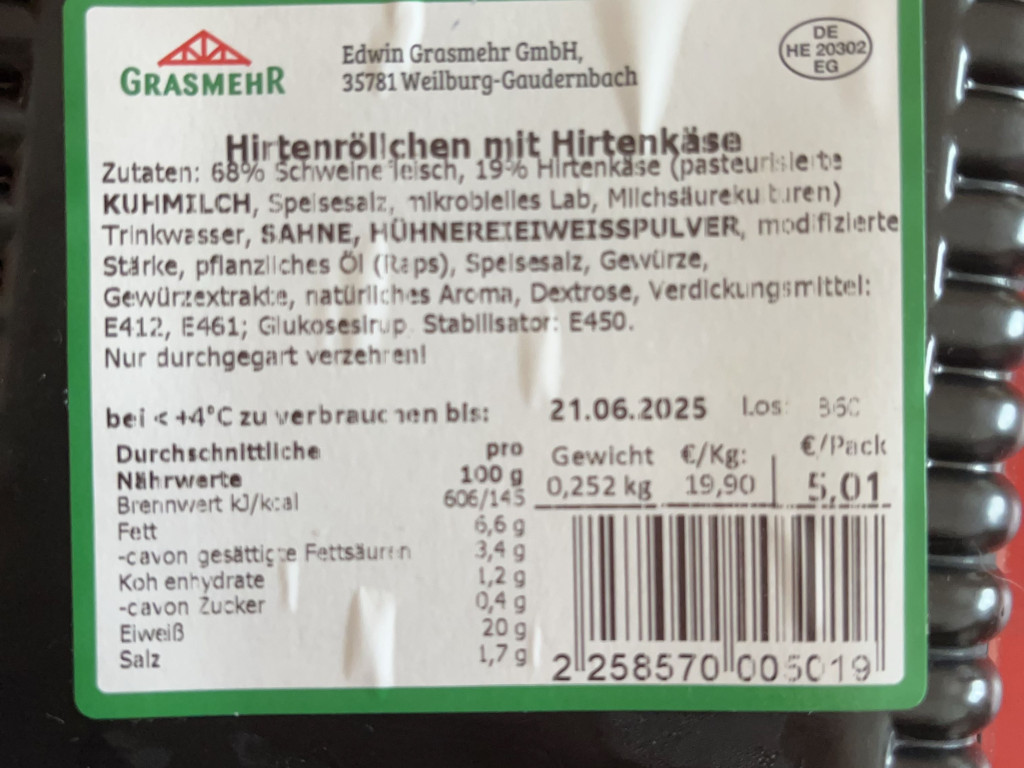 GRASMEHR
Edwin Grasmehr GmbH,
35781 Weilburg-Gaudernbach
DE
HE 20302
EG
Hirtenröllchen mit Hirtenkäse
Zutaten: 68% Schweinefleisch, 19% Hirtenkäse (pasteurisierte
KUHMILCH, Speisesalz, mikrobielles Lab, Milchsäurekulturen)
Trinkwasser, SAHNE, HÜHNEREIEIWEISSPULVER, modifizierte
Stärke, pflanzliches Öl (Raps), Speisesalz, Gewürze,
Gewürzextrakte, natürliches Aroma, Dextrose, Verdickungsmittel:
E412, E461; Glukosesirup. Stabilisator: E450.
Nur durchgegart verzehren!
bei < +4°C zu verbrauchen bis: 21.06.2025 Los:
Durchschnittliche pro
Nährwerte 100 g
Brennwert kJ/kcal 606/145
Fett 6,6 g
-davon gesättigte Fettsäuren 3,4 g
Kohlenhydrate 1,2 g
-davon Zucker 0,4 g
Eiweiß 20 g
Salz 1,7 g
Gewicht €/Kg: €/Pack
0,252 kg 19,90 5,01
2 258570 005019